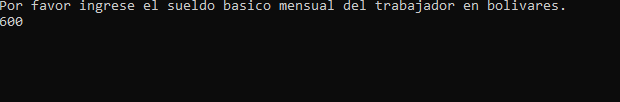 Por favor ingrese el sueldo basico mensual del trabajador en bolivares.
600